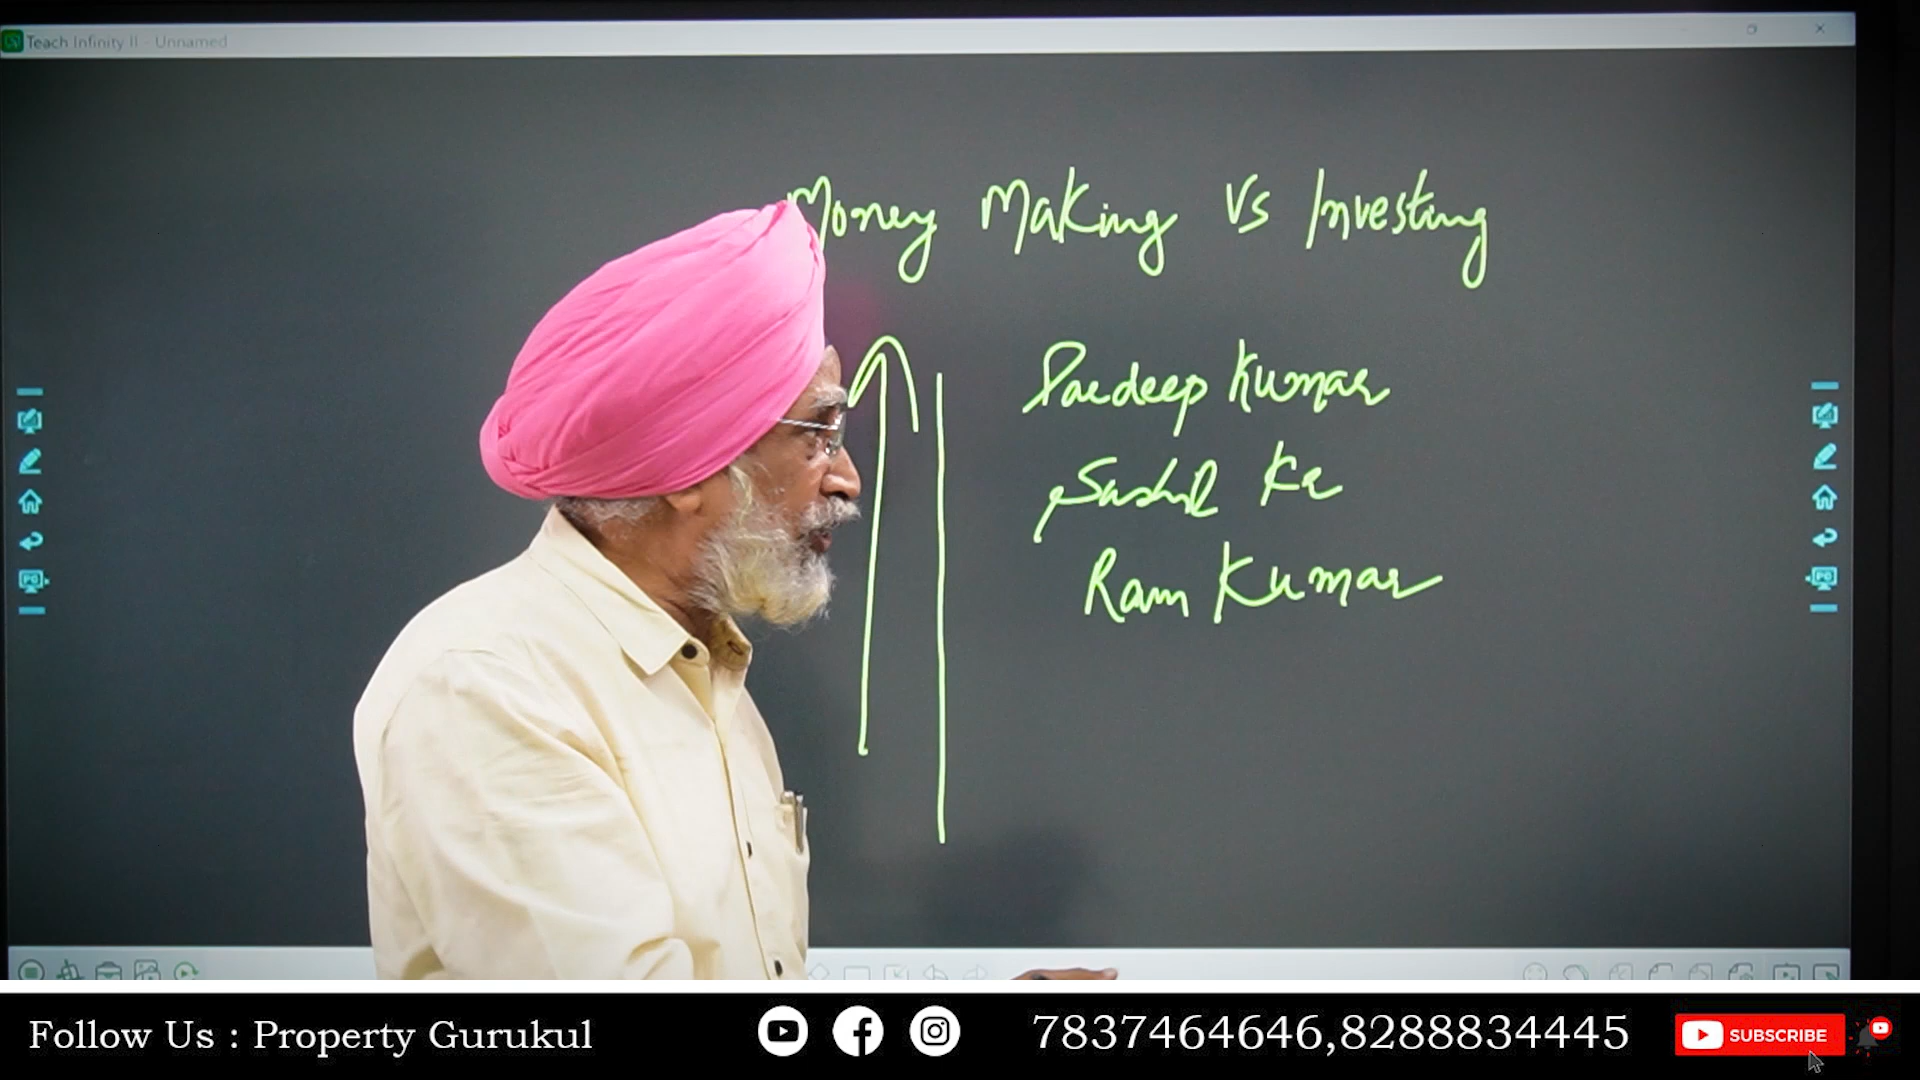 Teach Infinity II - Unnamed
Money Making Vs Investing
Pardeep Kumar
Sushil Kr
Ram Kumar
Follow Us : Property Gurukul
7837464646,8288834445
SUBSCRIBE